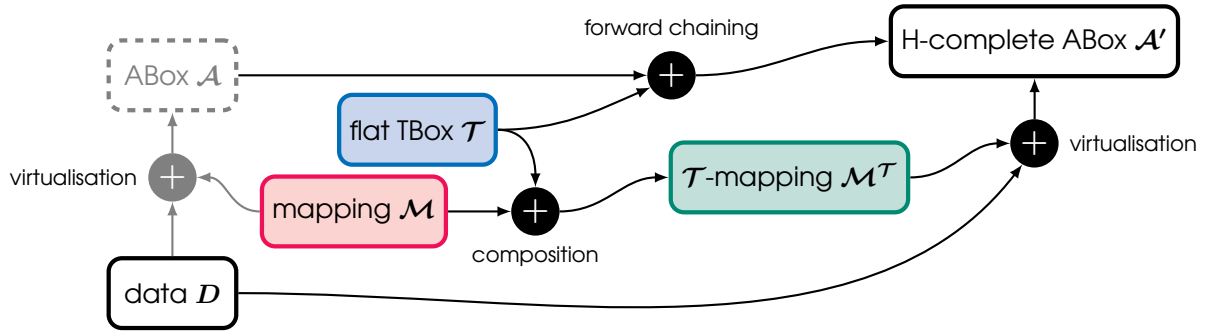 forward chaining
H-complete ABox 𝓐′
ABox 𝓐
+
flat TBox 𝓣
+
virtualisation
virtualisation
+
𝓣-mapping 𝓜^𝓣
mapping 𝓜
+
composition
data D